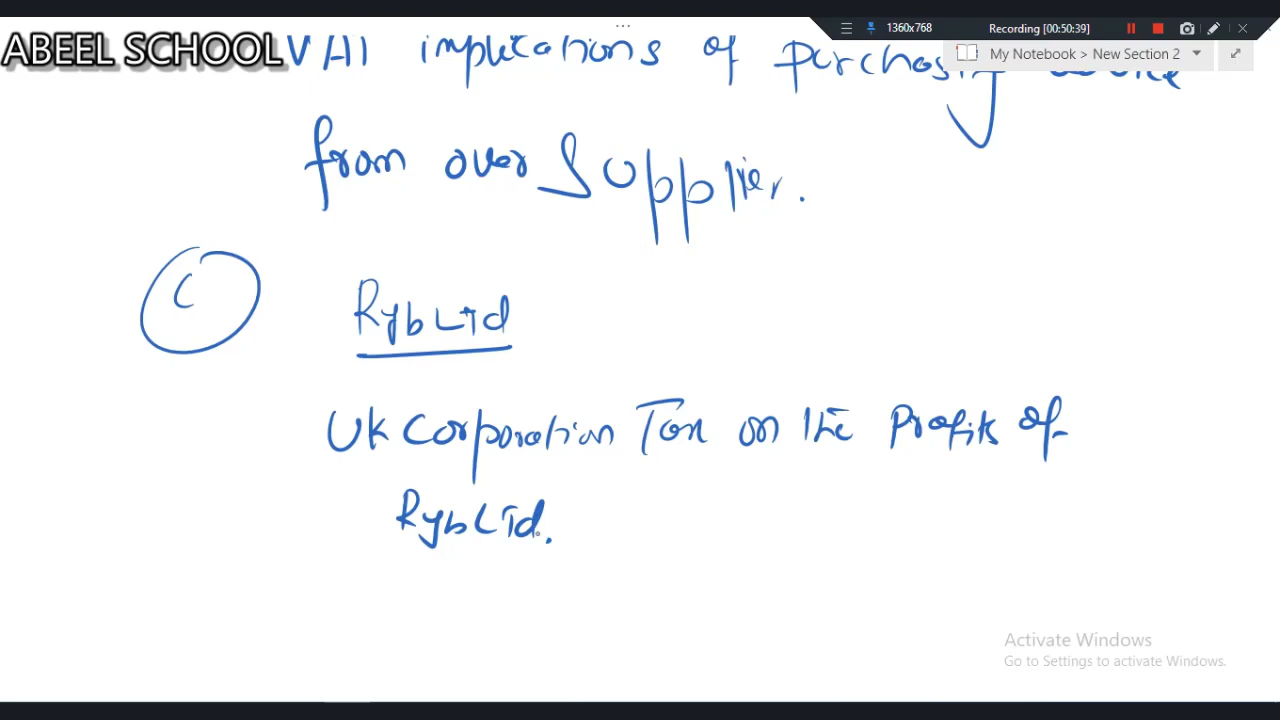 1360x768 Recording [00:50:39]
My Notebook > New Section 2
ABEEL SCHOOL
VAT implications of purchasing
from over Supplier.
C
Ryb Ltd
UK Corporation Tax on the Profits of
Ryb Ltd.
Activate Windows
Go to Settings to activate Windows.